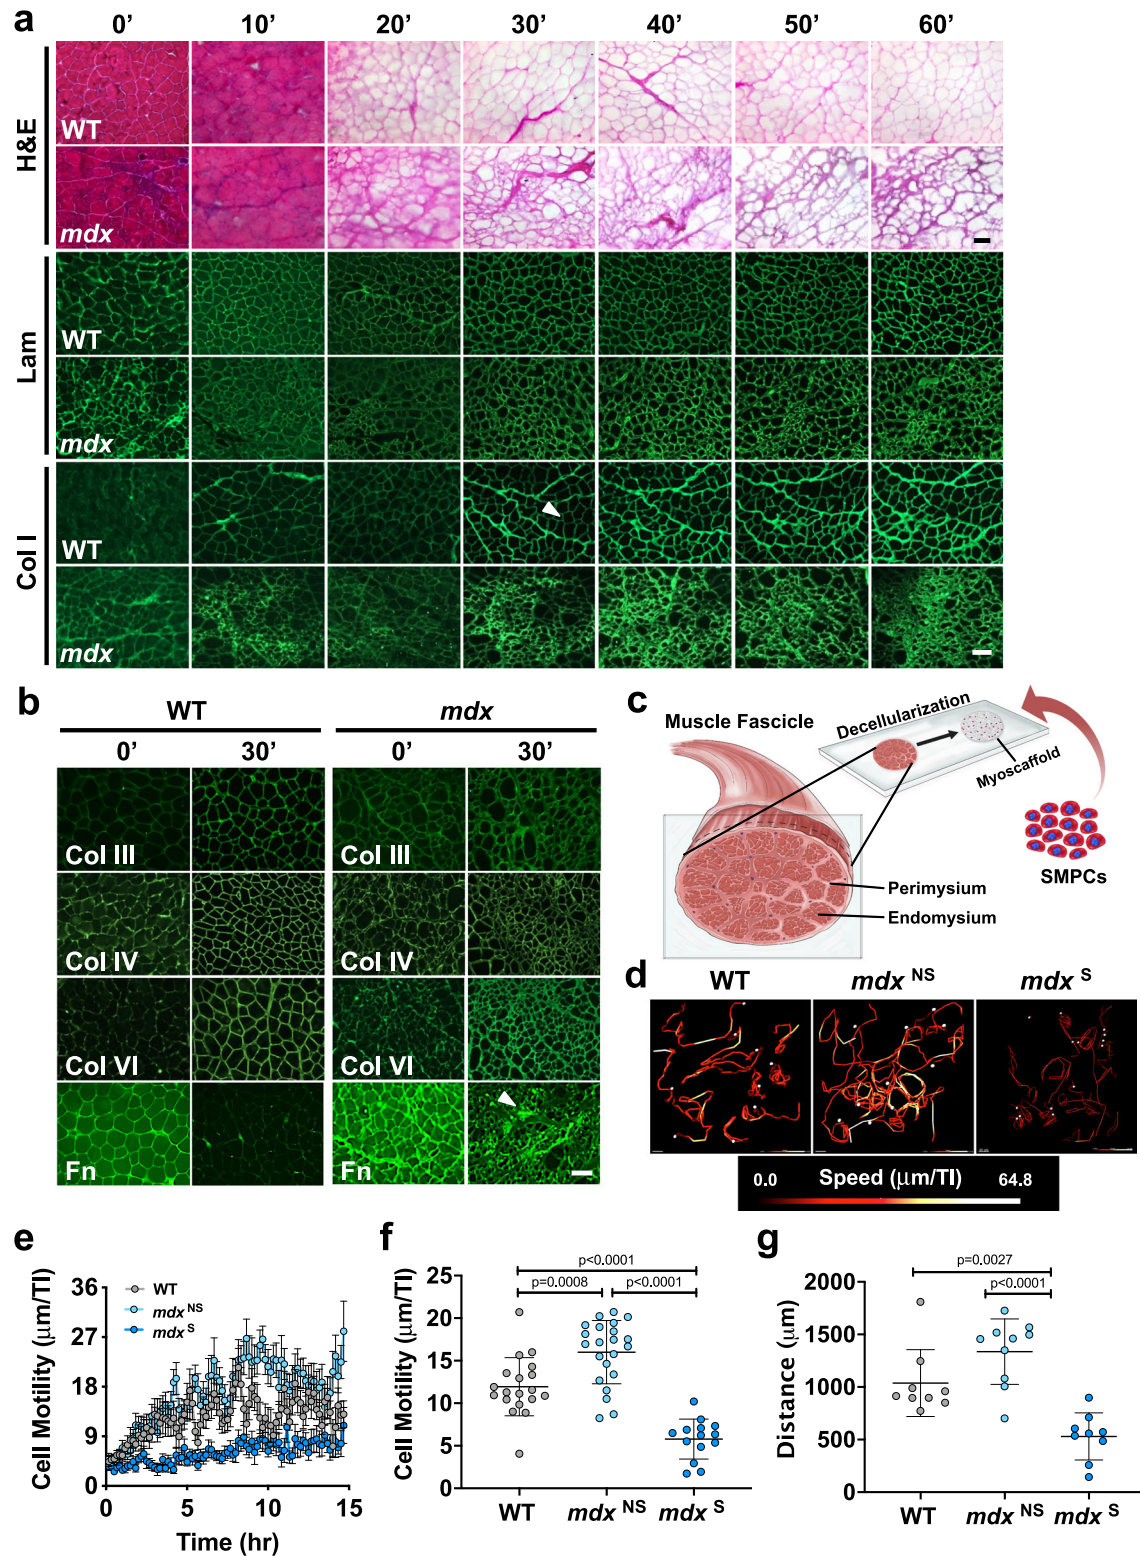 a
0’ 10’ 20’ 30’ 40’ 50’ 60’
H&E
WT
mdx
Lam
WT
mdx
Col I
WT
mdx
b
WT mdx
0’ 30’ 0’ 30’
Col III Col III
Col IV Col IV
Col VI Col VI
Fn Fn
c
Muscle Fascicle
Decellularization
Myoscaffold
SMPCs
Perimysium
Endomysium
d
WT mdx NS mdx S
0.0 Speed (μm/TI) 64.8
e
Cell Motility (μm/TI)
36
27
18
9
0
WT
mdx NS
mdx S
0 5 10 15
Time (hr)
f
Cell Motility (μm/TI)
p<0.0001
p=0.0008 p<0.0001
25
20
15
10
5
0
WT mdx NS mdx S
g
Distance (μm)
p=0.0027
p<0.0001
2000
1500
1000
500
0
WT mdx NS mdx S